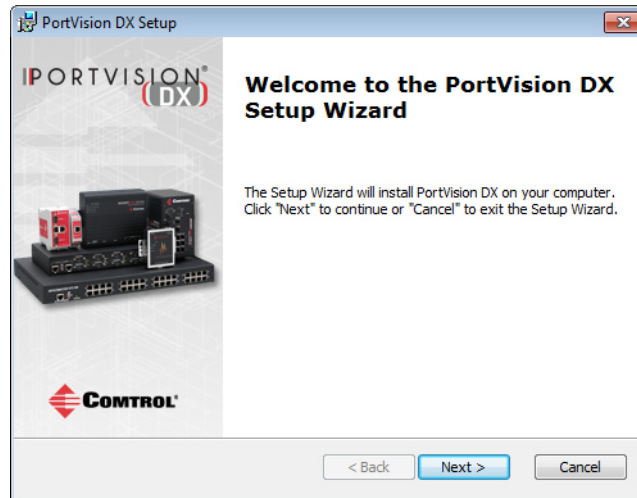 PortVision DX Setup
PORTVISION®
(DX)
Welcome to the PortVision DX
Setup Wizard
The Setup Wizard will install PortVision DX on your computer.
Click "Next" to continue or "Cancel" to exit the Setup Wizard.
COMTROL®
< Back
Next >
Cancel